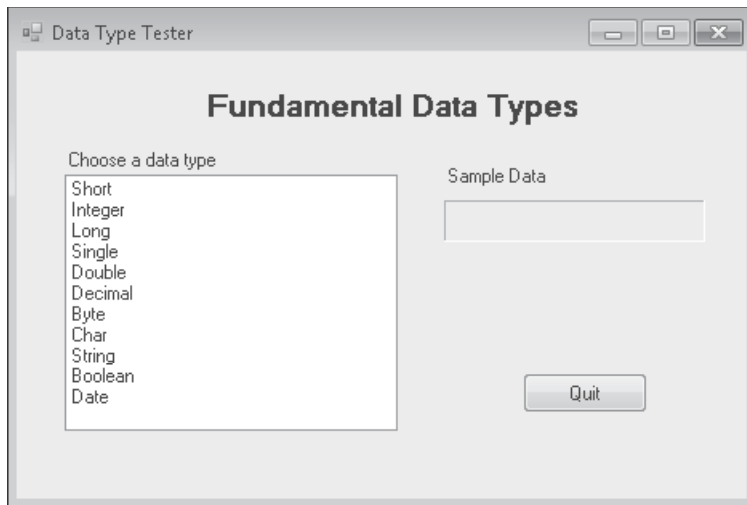 Data Type Tester
Fundamental Data Types
Choose a data type
Short
Integer
Long
Single
Double
Decimal
Byte
Char
String
Boolean
Date
Sample Data
Quit